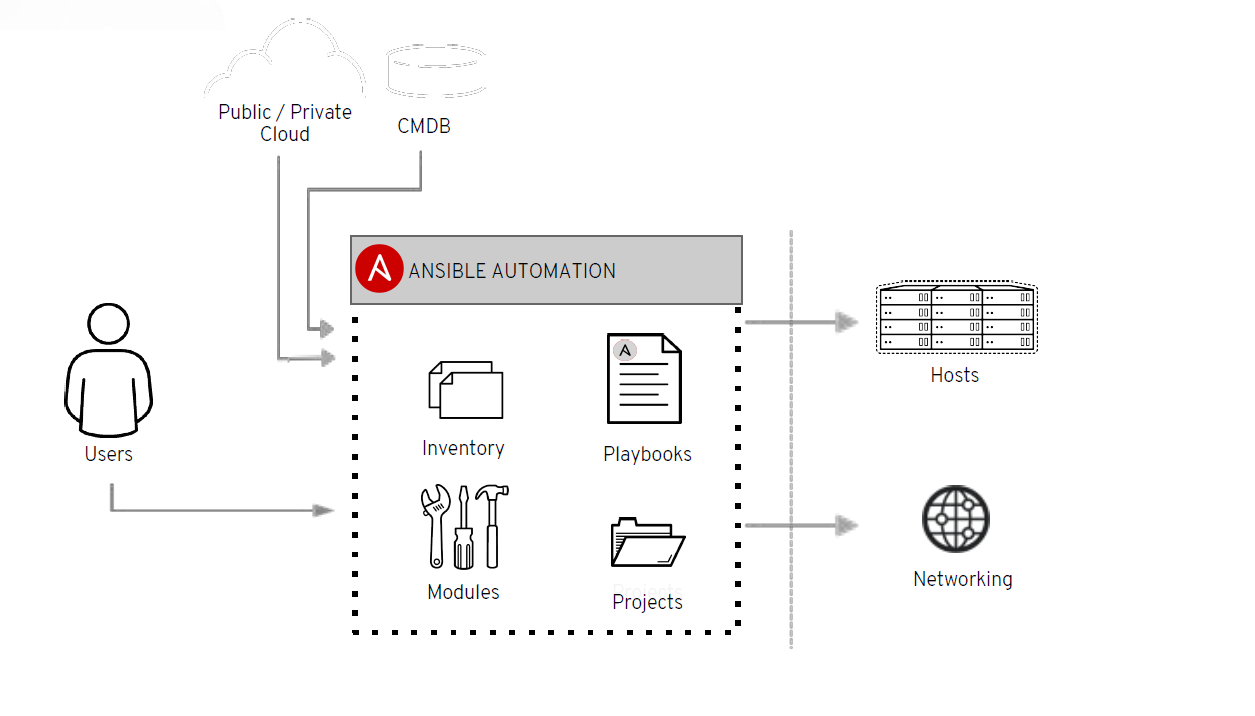 Public / Private
Cloud
CMDB
ANSIBLE AUTOMATION
Users
Inventory
Playbooks
Modules
Projects
Hosts
Networking